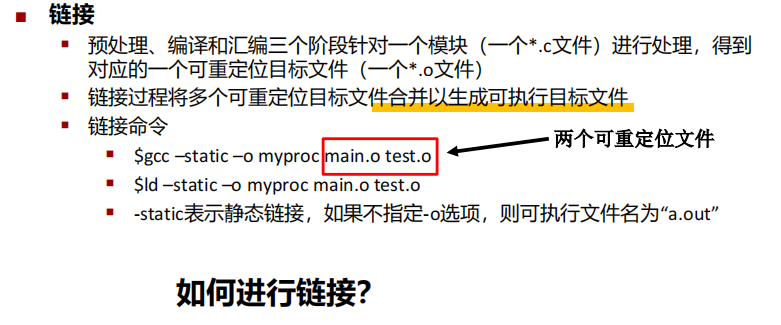 链接
预处理、编译和汇编三个阶段针对一个模块（一个*.c文件）进行处理，得到
对应的一个可重定位目标文件（一个*.o文件）
链接过程将多个可重定位目标文件合并以生成可执行目标文件
链接命令
两个可重定位文件
$gcc –static –o myproc main.o test.o
$ld –static –o myproc main.o test.o
-static表示静态链接，如果不指定-o选项，则可执行文件名为“a.out”
如何进行链接？